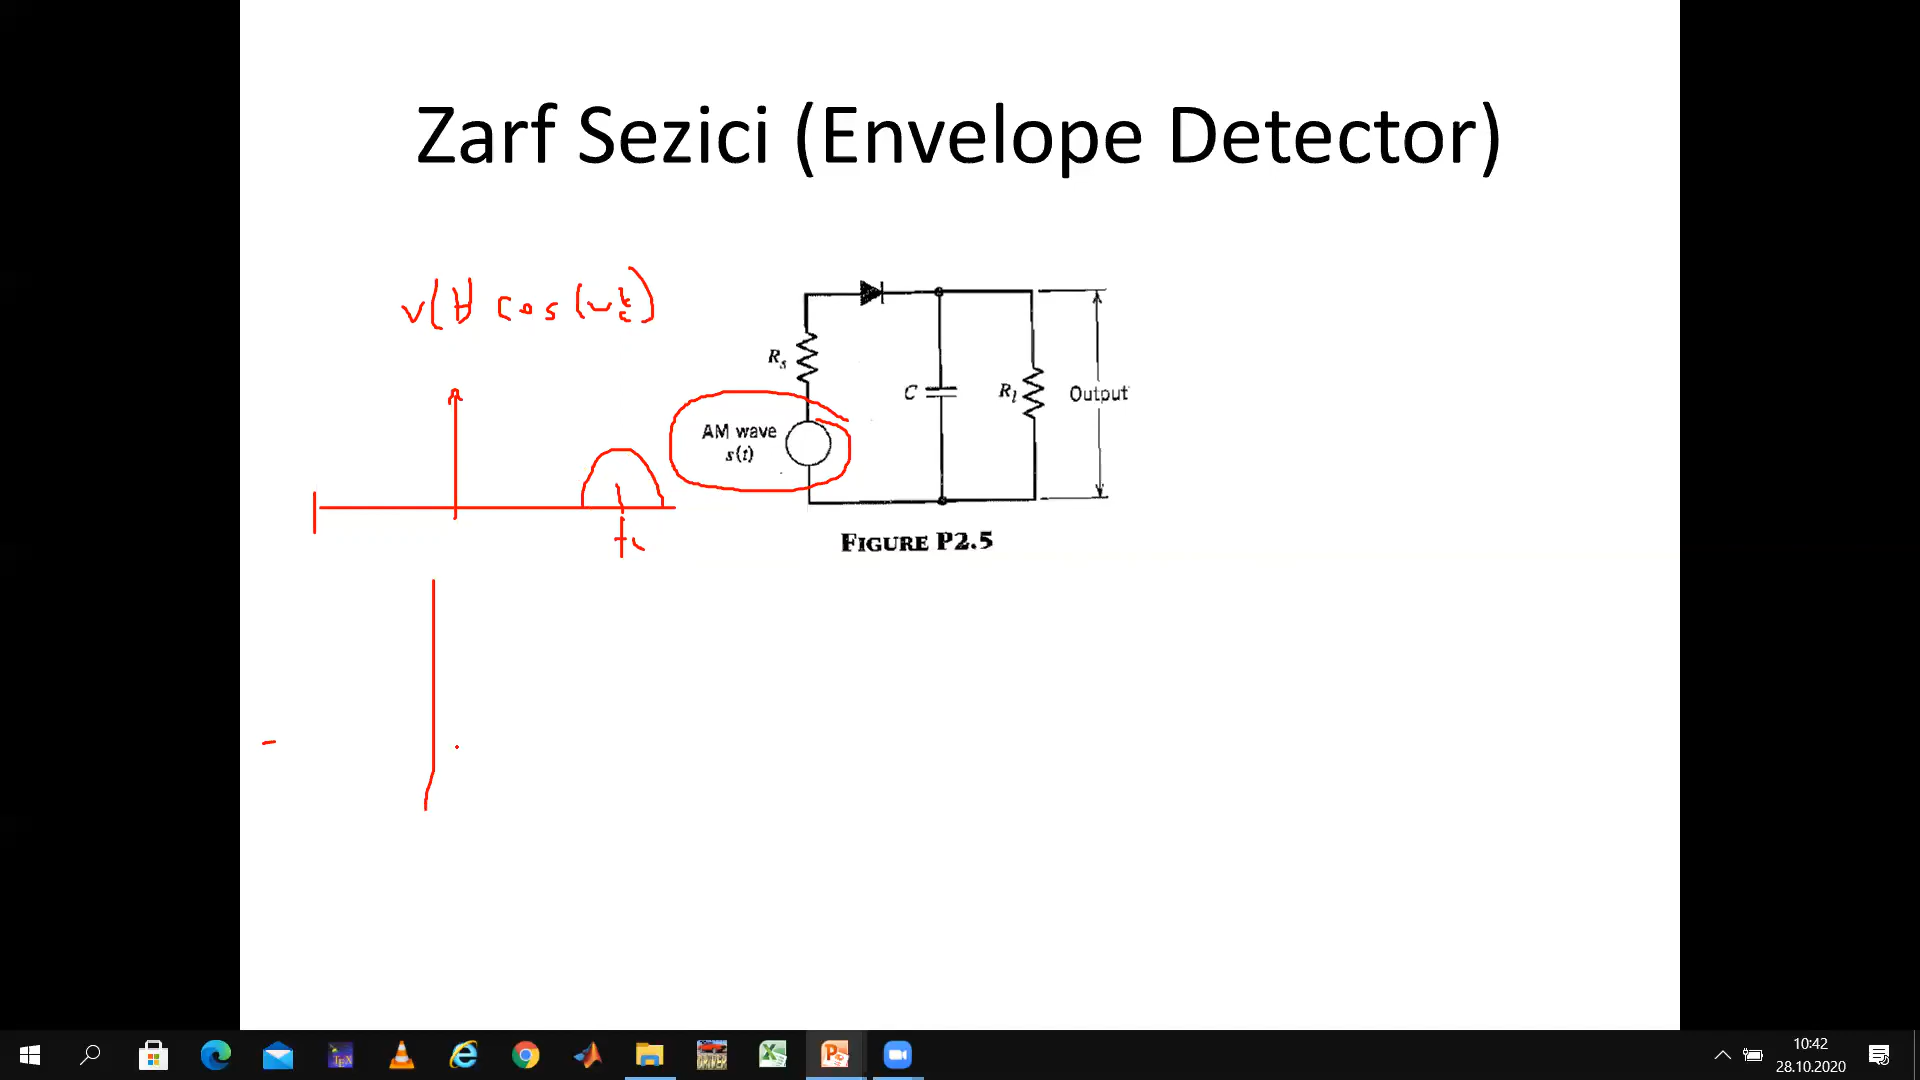 Zarf Sezici (Envelope Detector)
v(t) cos(wct)
Rs
C
Rl
Output
AM wave
s(t)
fc
FIGURE P2.5
10:42
28.10.2020